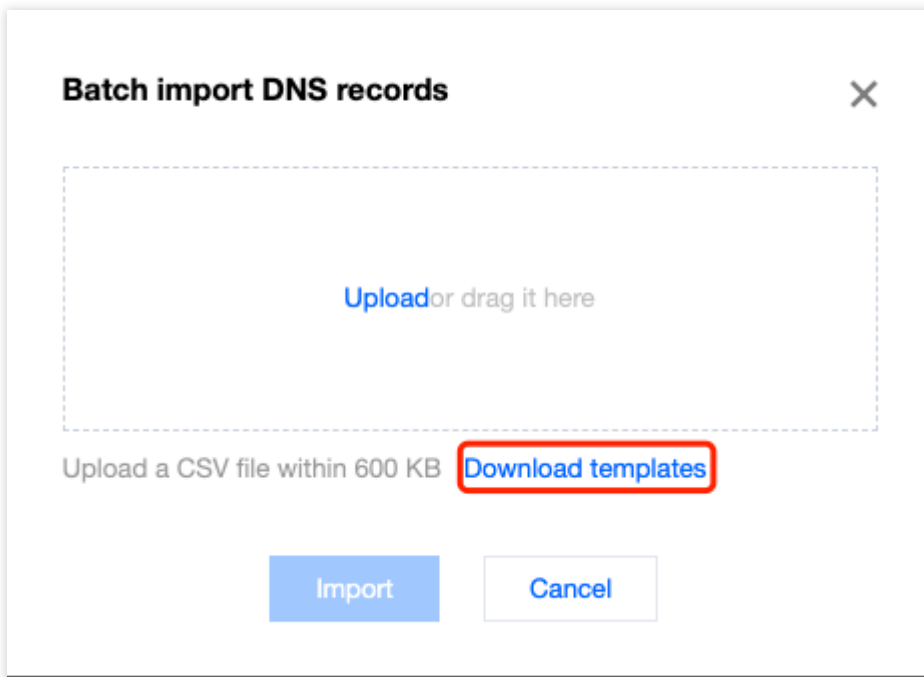 Batch import DNS records
Uploador drag it here
Upload a CSV file within 600 KB Download templates
Import Cancel